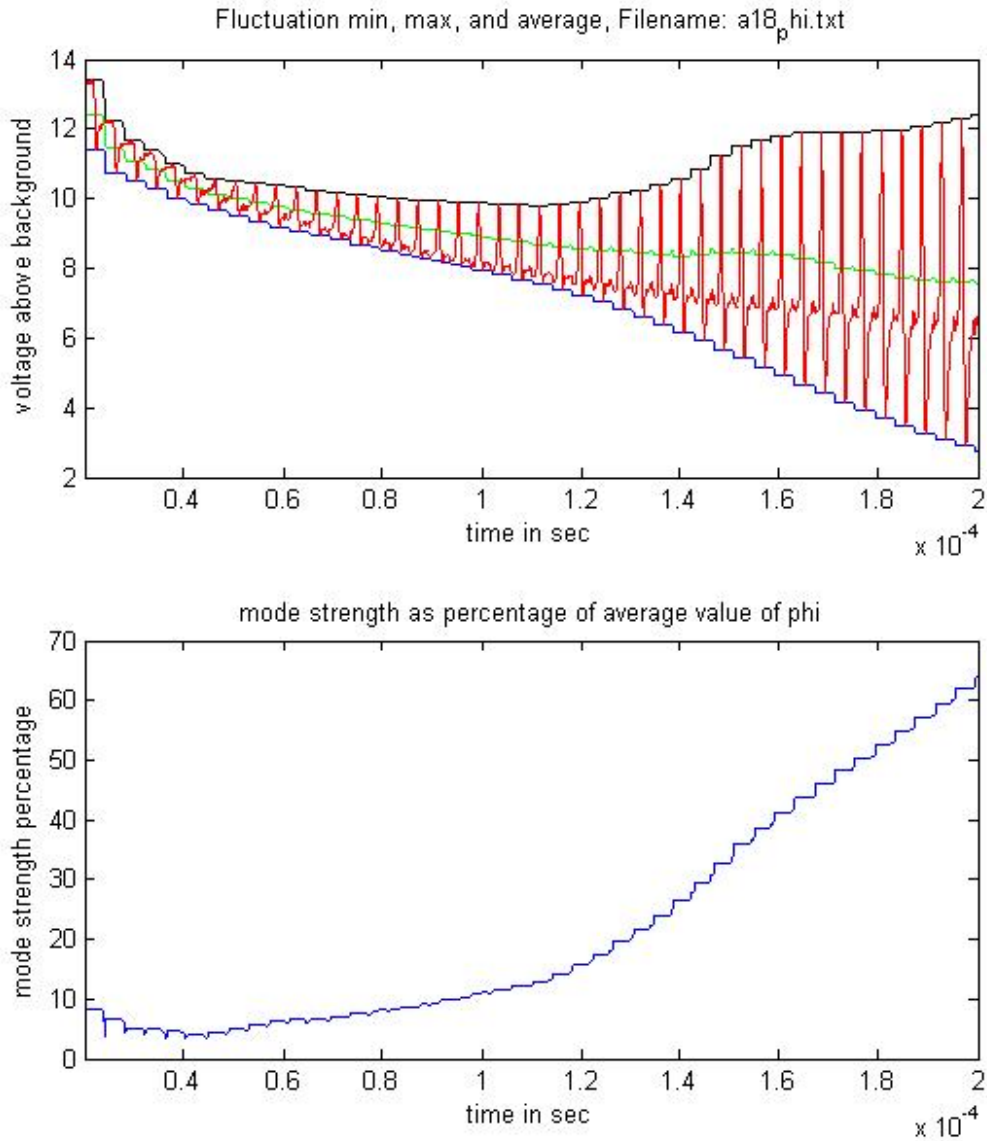 Fluctuation min, max, and average, Filename: a18phi.txt
voltage above background
14
12
10
8
6
4
2
0.4 0.6 0.8 1 1.2 1.4 1.6 1.8 2
time in sec
x 10-4
mode strength as percentage of average value of phi
mode strength percentage
70
60
50
40
30
20
10
0
0.4 0.6 0.8 1 1.2 1.4 1.6 1.8 2
time in sec
x 10-4